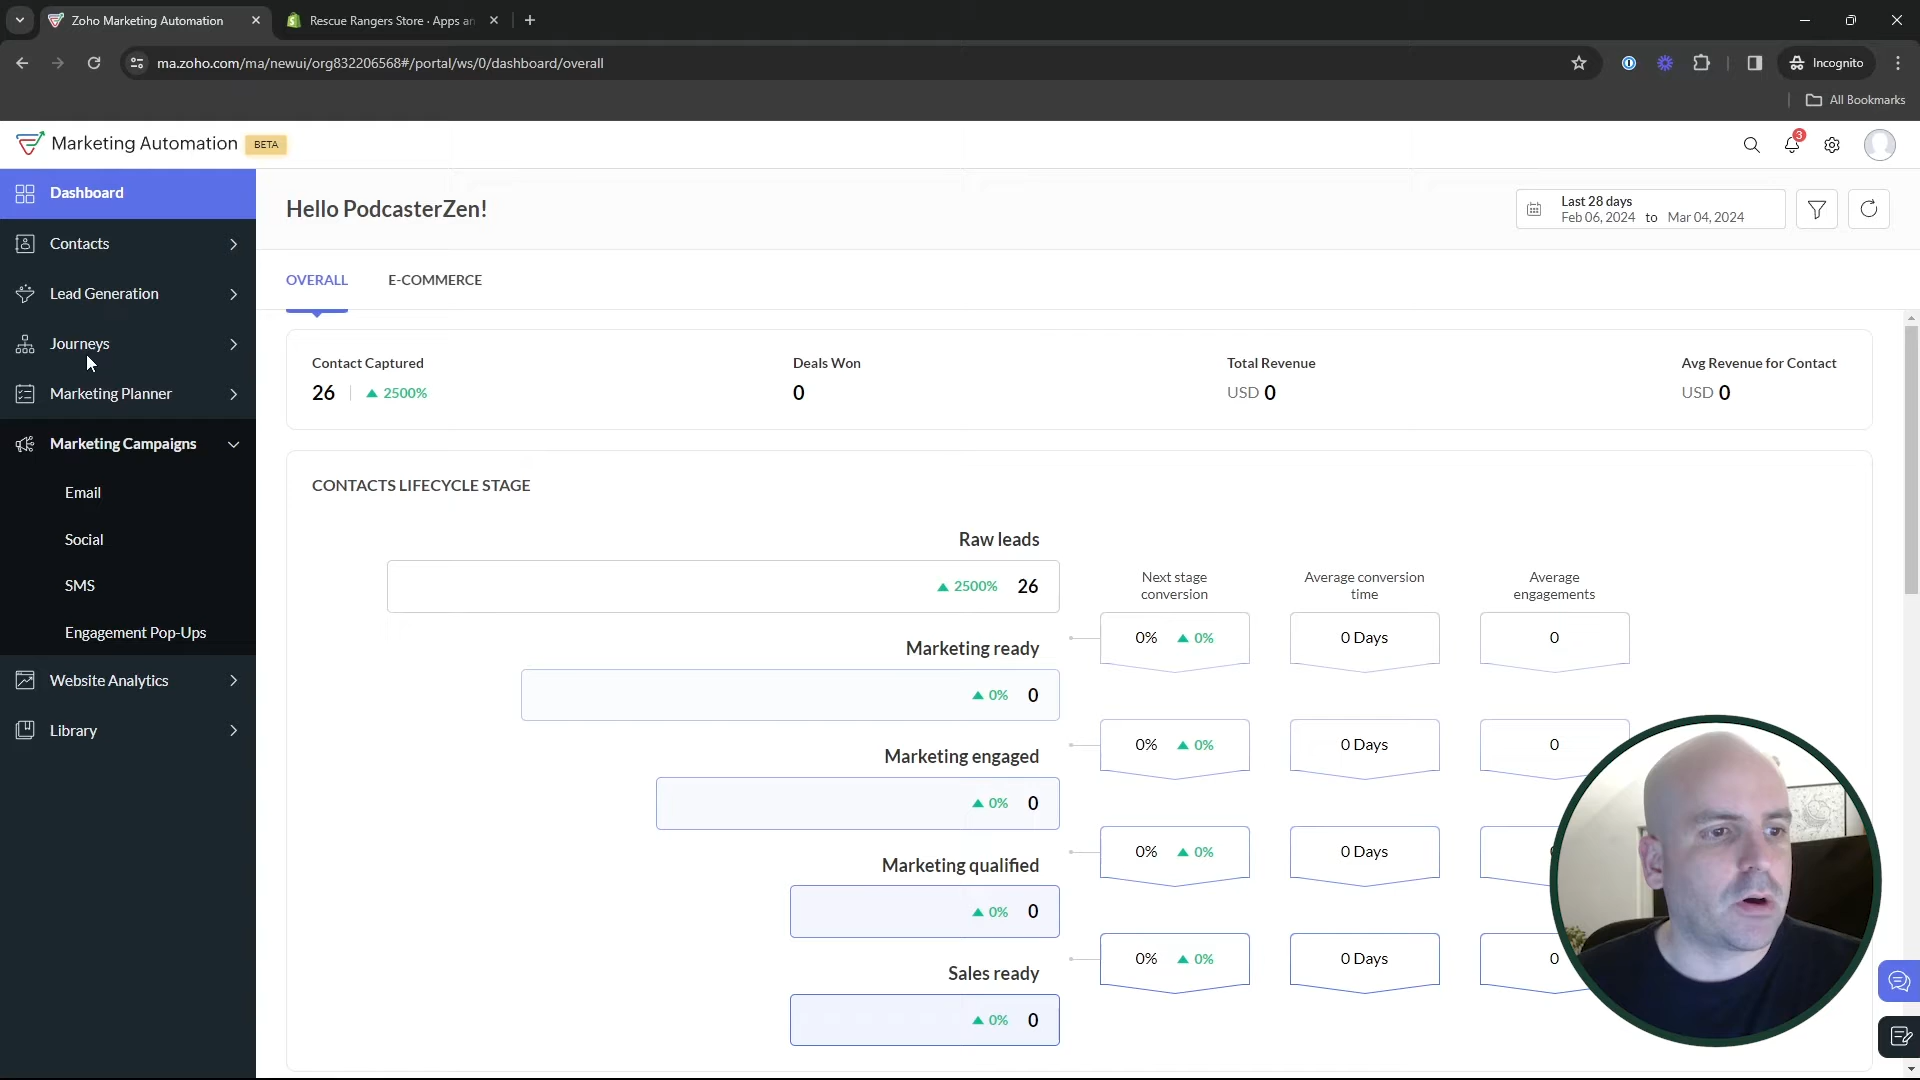 Zoho Marketing Automation
Rescue Rangers Store · Apps an
ma.zoho.com/ma/newui/org832206568#/portal/ws/0/dashboard/overall
Incognito
All Bookmarks
Marketing Automation BETA
3
Dashboard
Contacts
Lead Generation
Journeys
Marketing Planner
Marketing Campaigns
Email
Social
SMS
Engagement Pop-Ups
Website Analytics
Library
Hello PodcasterZen!
Last 28 days
Feb 06, 2024 to Mar 04, 2024
OVERALL E-COMMERCE
Contact Captured
26 2500%
Deals Won
0
Total Revenue
USD 0
Avg Revenue for Contact
USD 0
CONTACTS LIFECYCLE STAGE
Raw leads
2500% 26
Next stage
conversion
Average conversion
time
Average
engagements
0% 0% 0 Days 0
Marketing ready
0% 0
0% 0% 0 Days 0
Marketing engaged
0% 0
0% 0% 0 Days
Marketing qualified
0% 0
0% 0% 0 Days 0
Sales ready
0% 0